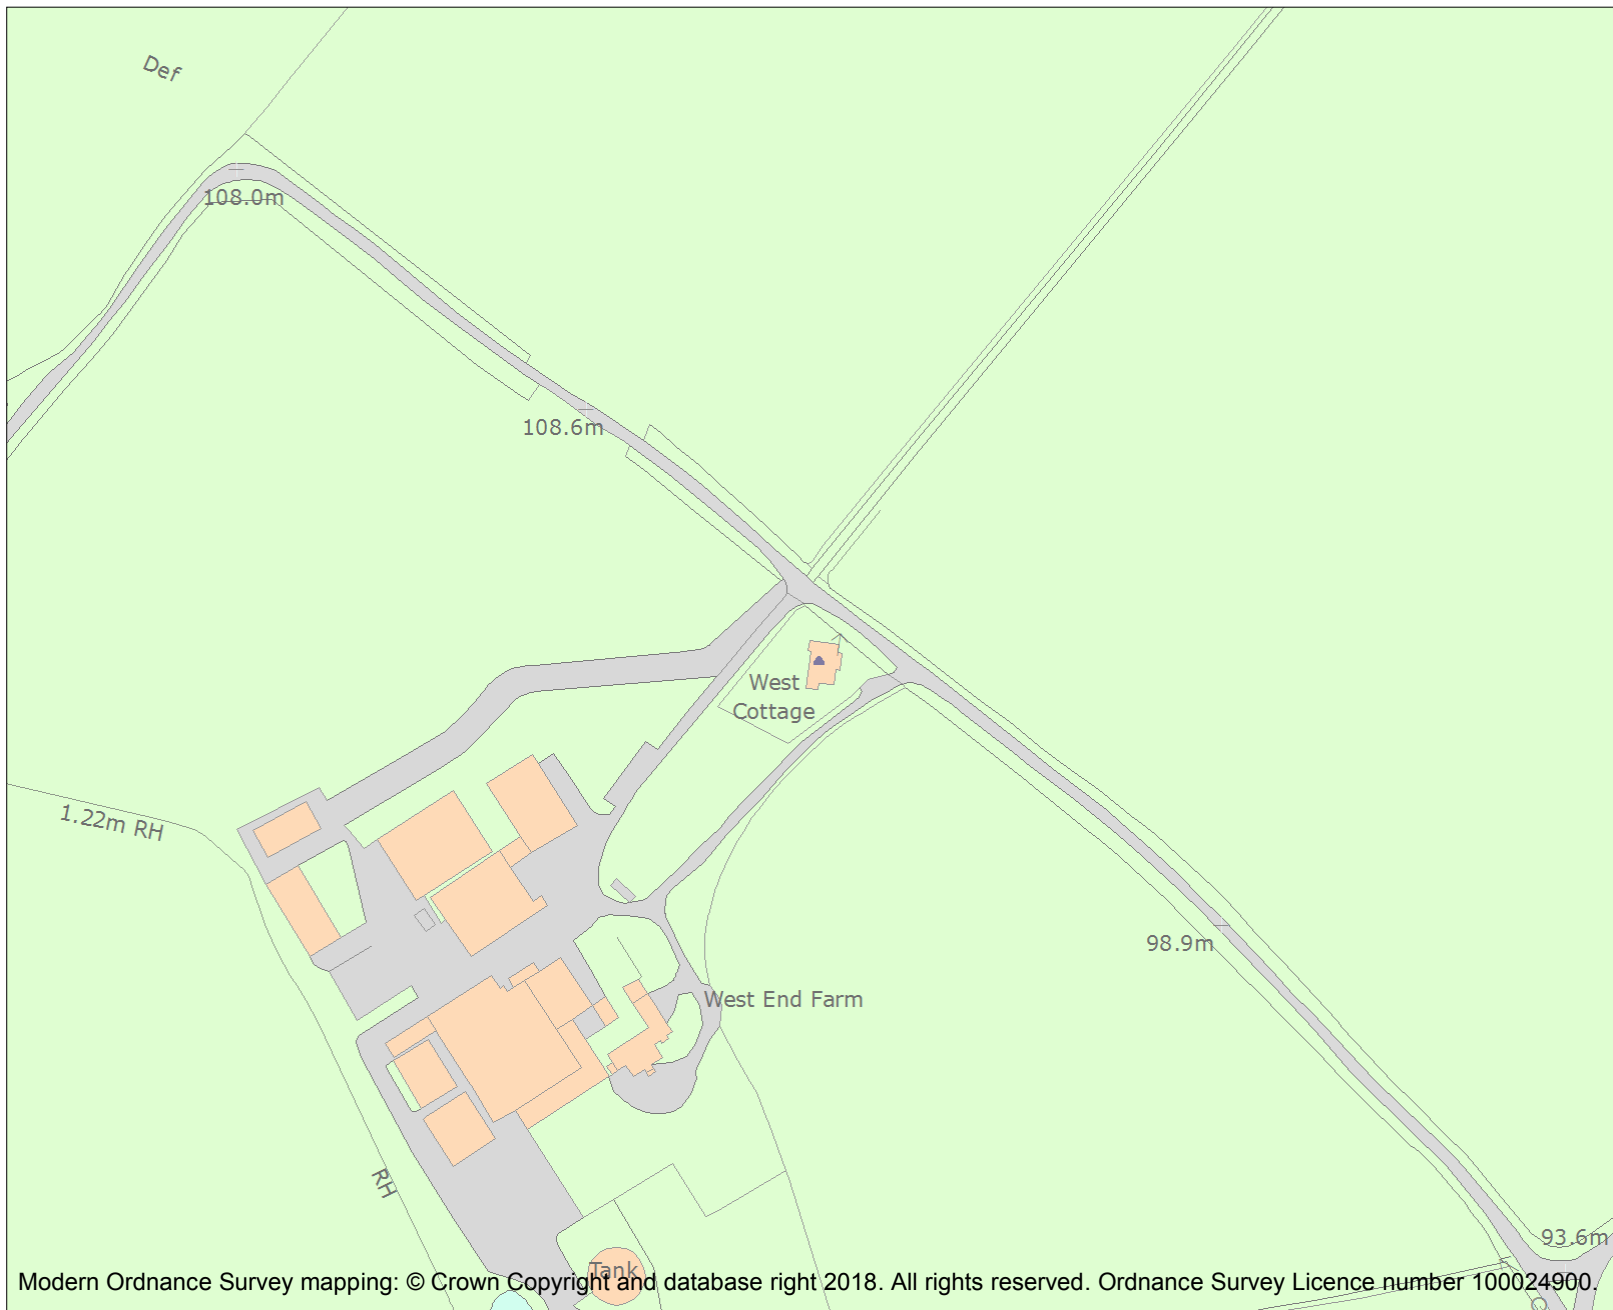 Def
108.0m
108.6m
West
Cottage
1.22m RH
98.9m
West End Farm
RH
93.6m
Tank
Modern Ordnance Survey mapping: © Crown Copyright and database right 2018. All rights reserved. Ordnance Survey Licence number 100024900.